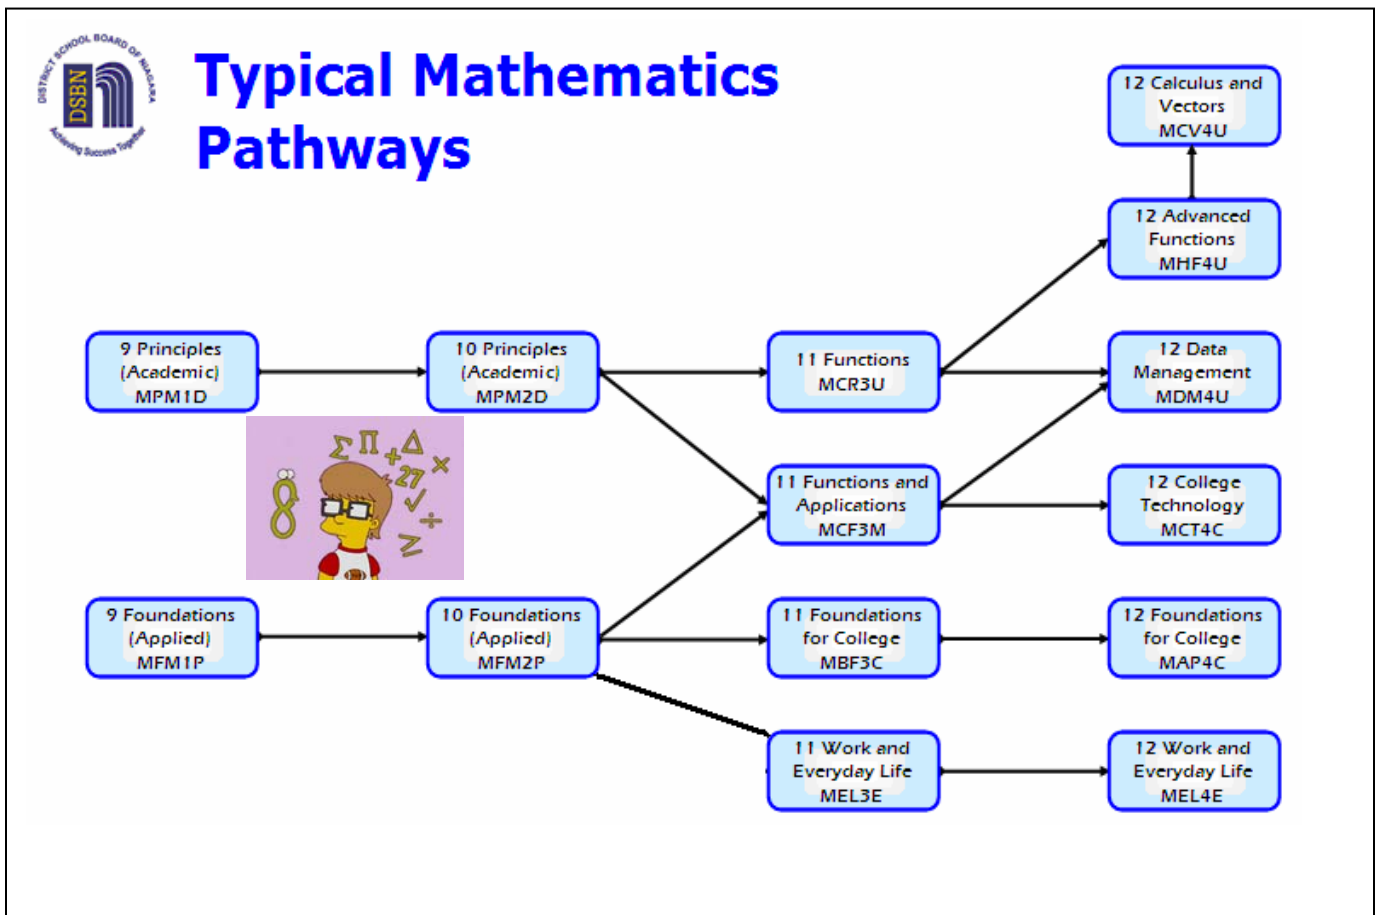 DISTRICT SCHOOL BOARD OF NIAGARA
DSBN
Achieving Success Together
Typical Mathematics
Pathways
12 Calculus and
Vectors
MCV4U
12 Advanced
Functions
MHF4U
9 Principles
(Academic)
MPM1D
10 Principles
(Academic)
MPM2D
11 Functions
MCR3U
12 Data
Management
MDM4U
Σ Π + Δ ×
27
8
√
÷
Σ
11 Functions and
Applications
MCF3M
12 College
Technology
MCT4C
9 Foundations
(Applied)
MFM1P
10 Foundations
(Applied)
MFM2P
11 Foundations
for College
MBF3C
12 Foundations
for College
MAP4C
11 Work and
Everyday Life
MEL3E
12 Work and
Everyday Life
MEL4E